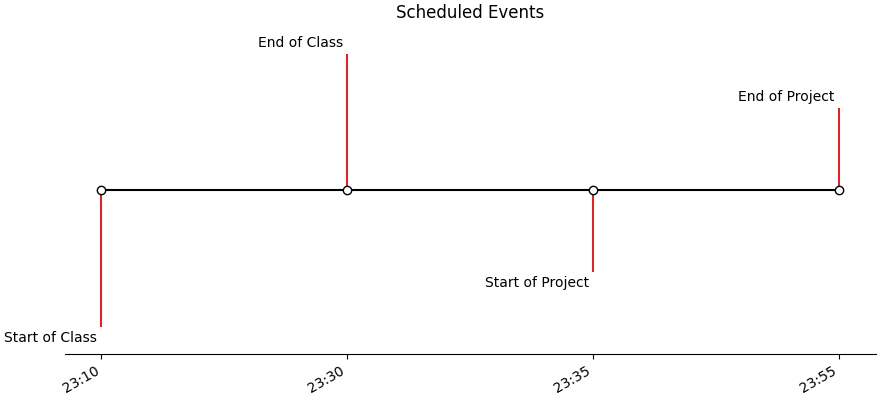 Scheduled Events
End of Class
End of Project
Start of Project
Start of Class
23:10
23:30
23:35
23:55